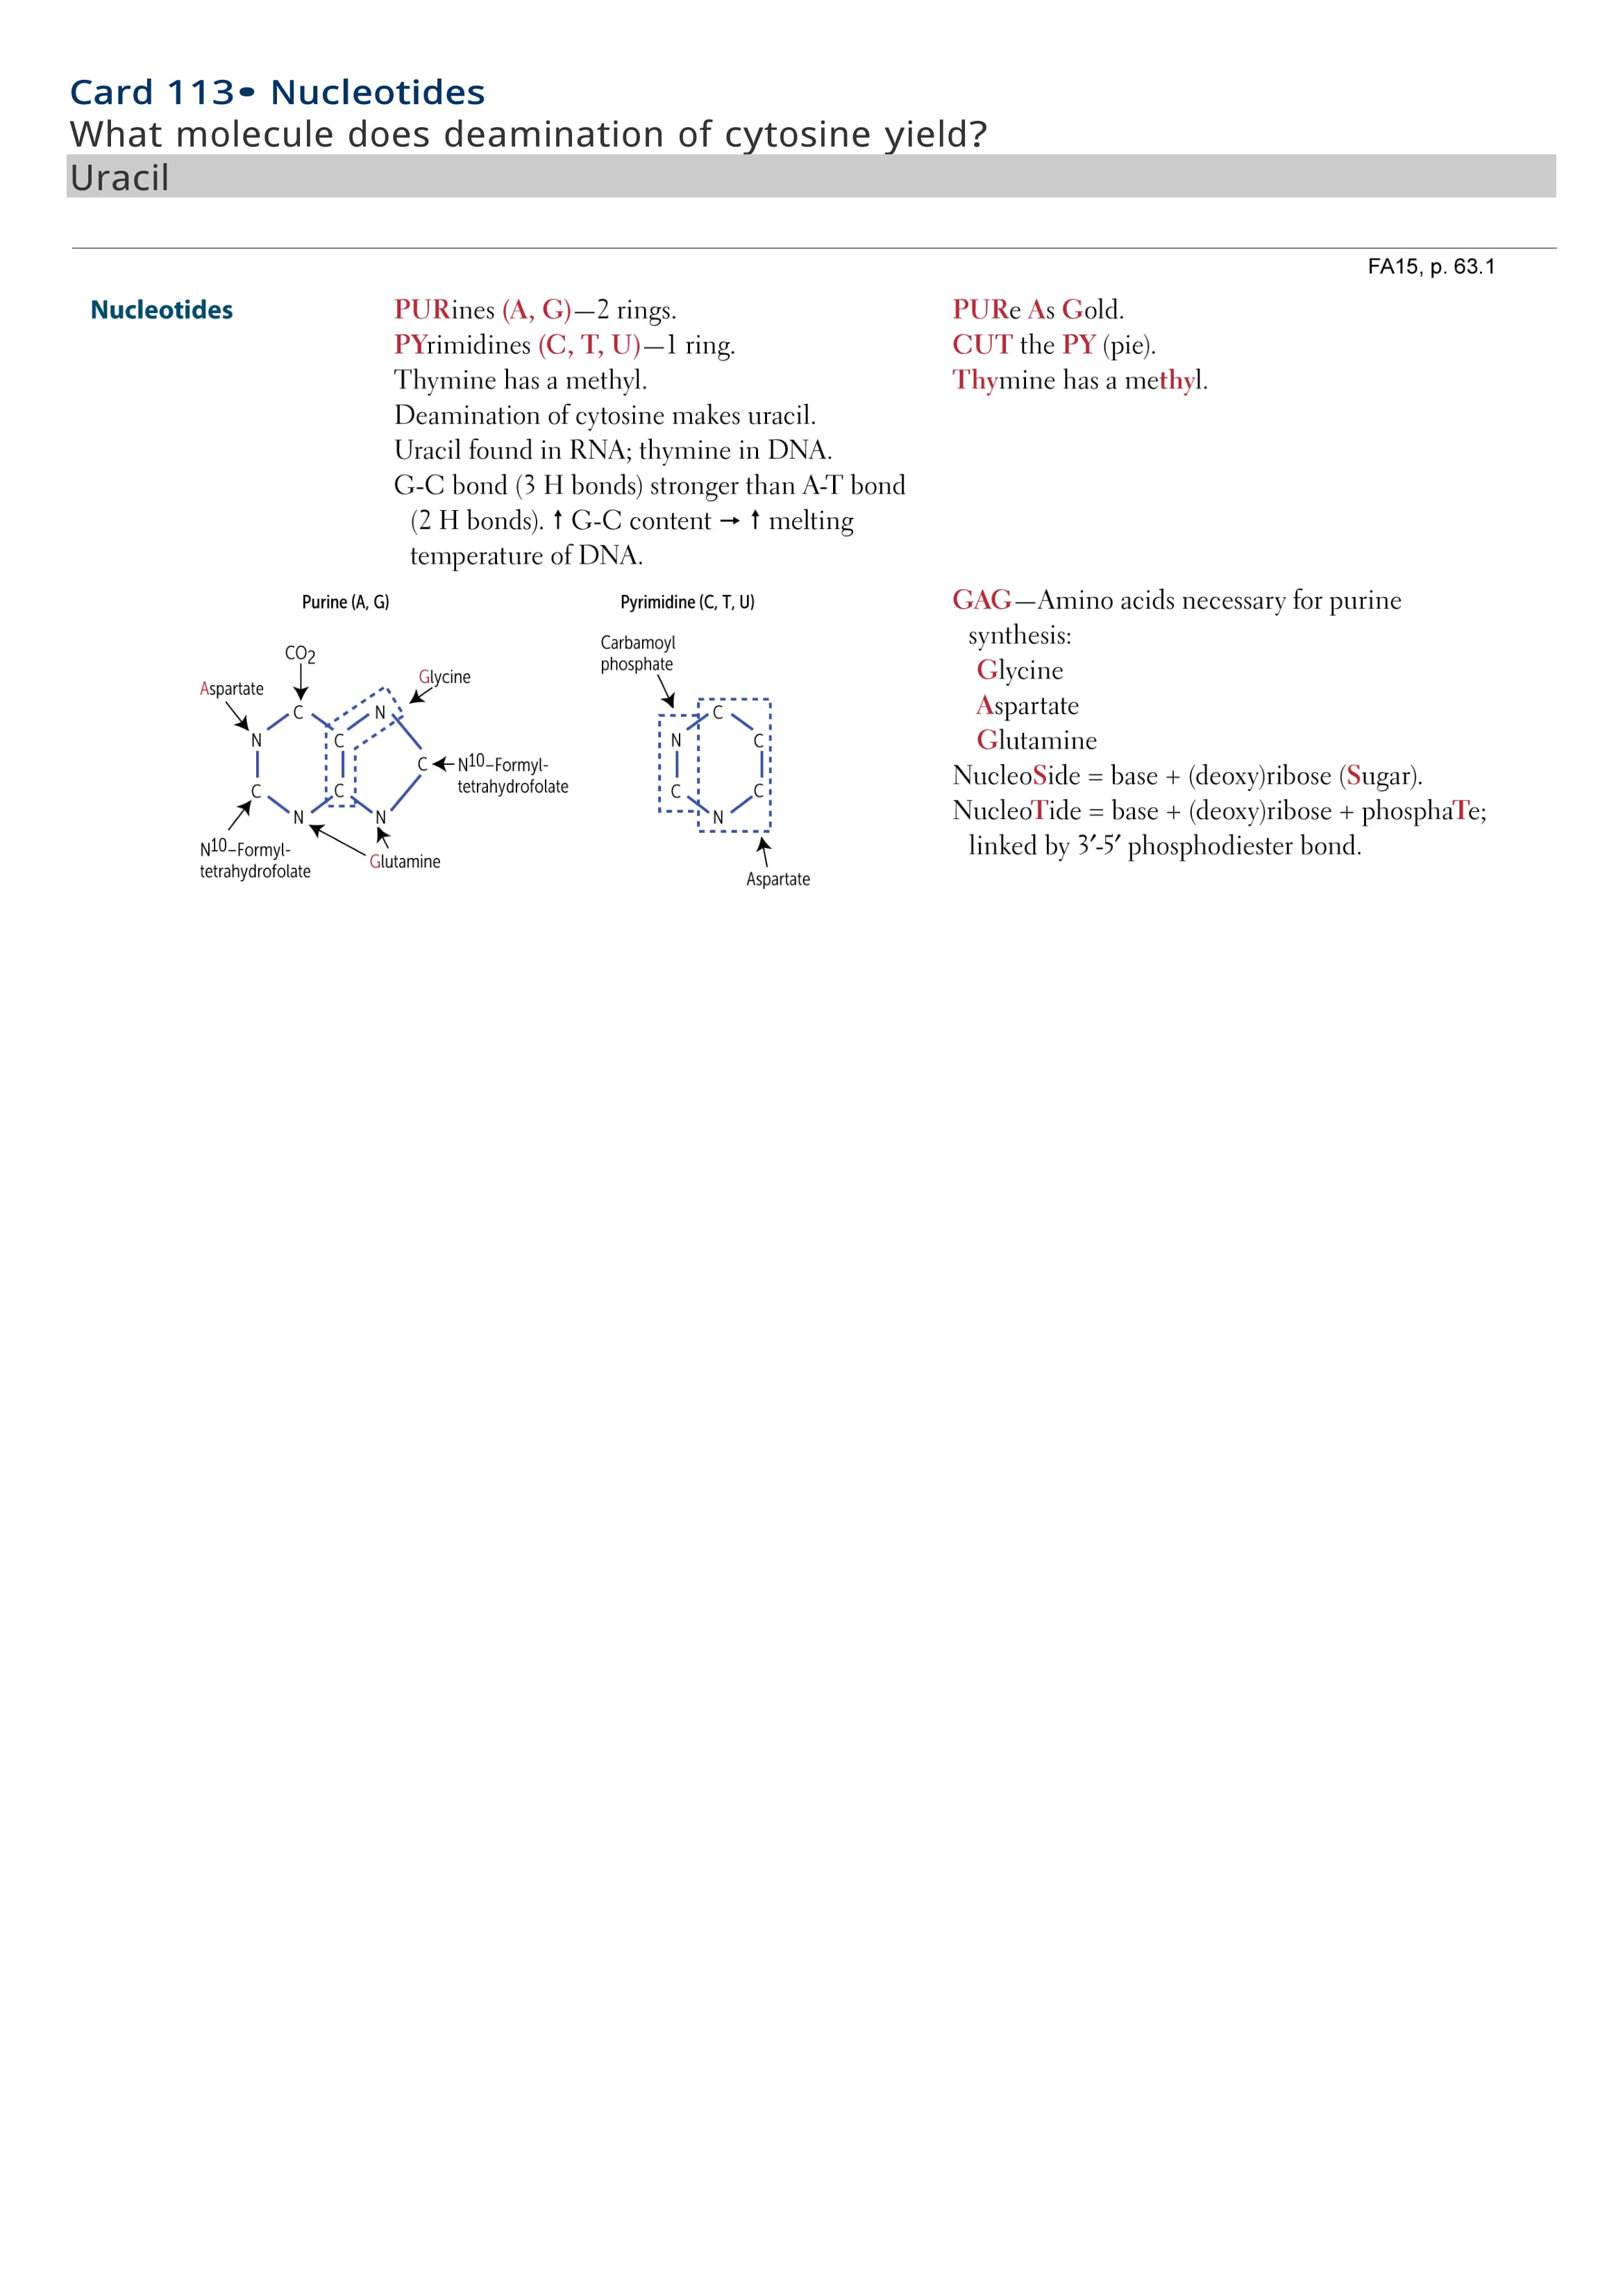 Card 113• Nucleotides
What molecule does deamination of cytosine yield?
Uracil
FA15, p. 63.1
Nucleotides
PURines (A, G)—2 rings.
PYrimidines (C, T, U)—1 ring.
Thymine has a methyl.
Deamination of cytosine makes uracil.
Uracil found in RNA; thymine in DNA.
G-C bond (3 H bonds) stronger than A-T bond
(2 H bonds). ↑ G-C content → ↑ melting
temperature of DNA.
PURe As Gold.
CUT the PY (pie).
Thymine has a methyl.
Purine (A, G)
CO2
Aspartate
Glycine
C
N
N
C
C
N10–Formyl-
tetrahydrofolate
C
C
N
N
N10–Formyl-
tetrahydrofolate
Glutamine
Pyrimidine (C, T, U)
Carbamoyl
phosphate
C
N
C
C
C
N
Aspartate
GAG—Amino acids necessary for purine
synthesis:
Glycine
Aspartate
Glutamine
NucleoSide = base + (deoxy)ribose (Sugar).
NucleoTide = base + (deoxy)ribose + phosphaTe;
linked by 3′-5′ phosphodiester bond.